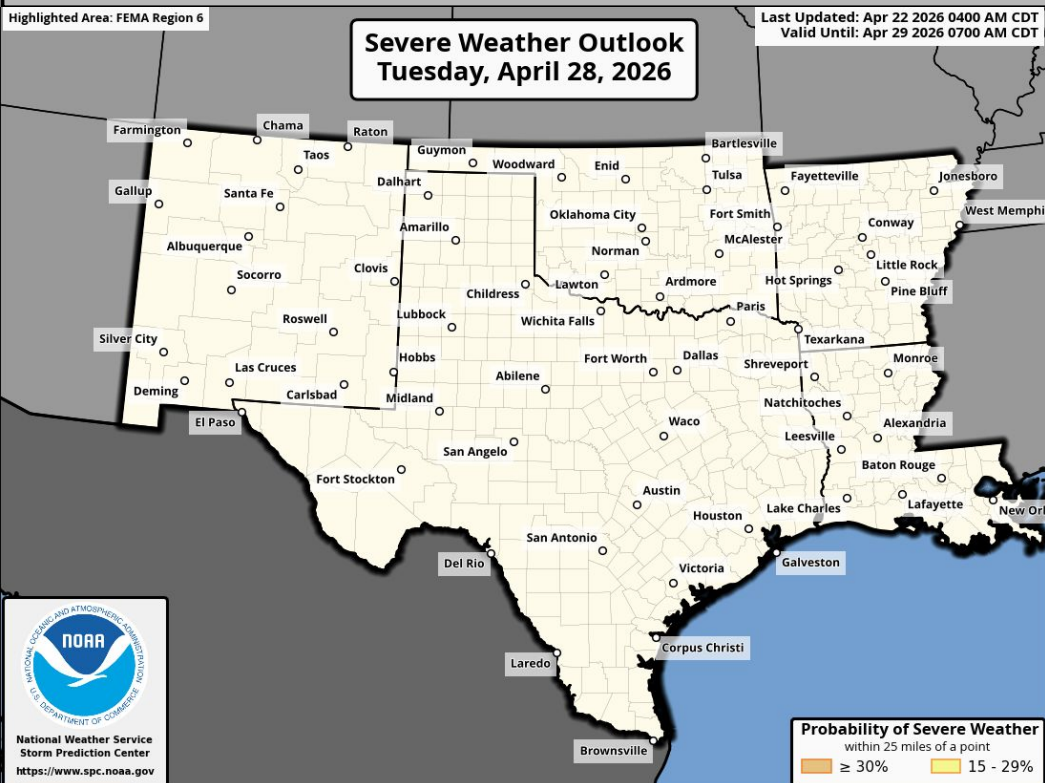 Highlighted Area: FEMA Region 6
Severe Weather Outlook
Tuesday, April 28, 2026
Last Updated: Apr 22 2026 0400 AM CDT
Valid Until: Apr 29 2026 0700 AM CDT
Farmington
Chama
Raton
Taos
Guymon
Woodward
Enid
Bartlesville
Gallup
Santa Fe
Dalhart
Tulsa
Fayetteville
Jonesboro
Albuquerque
Amarillo
Oklahoma City
Fort Smith
West Memphi
Conway
Norman
McAlester
Socorro
Clovis
Childress
Lawton
Ardmore
Hot Springs
Little Rock
Pine Bluff
Roswell
Lubbock
Wichita Falls
Paris
Texarkana
Silver City
Las Cruces
Hobbs
Fort Worth
Dallas
Shreveport
Monroe
Deming
Carlsbad
Midland
Abilene
Natchitoches
El Paso
San Angelo
Waco
Leesville
Alexandria
Fort Stockton
Baton Rouge
Austin
Houston
Lake Charles
Lafayette
New Orl
Del Rio
San Antonio
Galveston
Victoria
Laredo
Corpus Christi
Brownsville
NATIONAL OCEANIC AND ATMOSPHERIC ADMINISTRATION
NOAA
U.S. DEPARTMENT OF COMMERCE
National Weather Service
Storm Prediction Center
https://www.spc.noaa.gov
Probability of Severe Weather
within 25 miles of a point
≥ 30%
15 - 29%